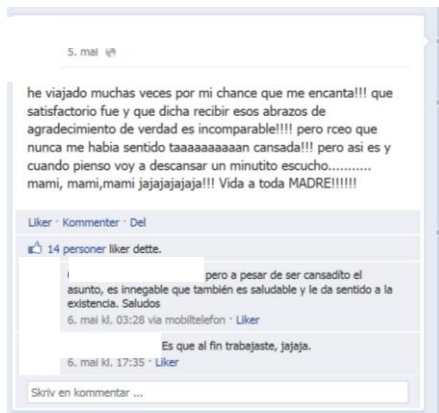 5. mai
he viajado muchas veces por mi chance que me encanta!!! que
satisfactorio fue y que dicha recibir esos abrazos de
agradecimiento de verdad es incomparable!!!! pero rceo que
nunca me habia sentido taaaaaaaaaan cansada!!! pero asi es y
cuando pienso voy a descansar un minutito escucho...........
mami, mami,mami jajajajajaja!!! Vida a toda MADRE!!!!!!
Liker · Kommenter · Del
14 personer liker dette.
pero a pesar de ser cansadíto el
asunto, es innegable que también es saludable y le da sentido a la
existencia. Saludos
6. mai kl. 03:28 via mobiltelefon · Liker
Es que al fin trabajaste, jajaja.
6. mai kl. 17:35 · Liker
Skriv en kommentar ...